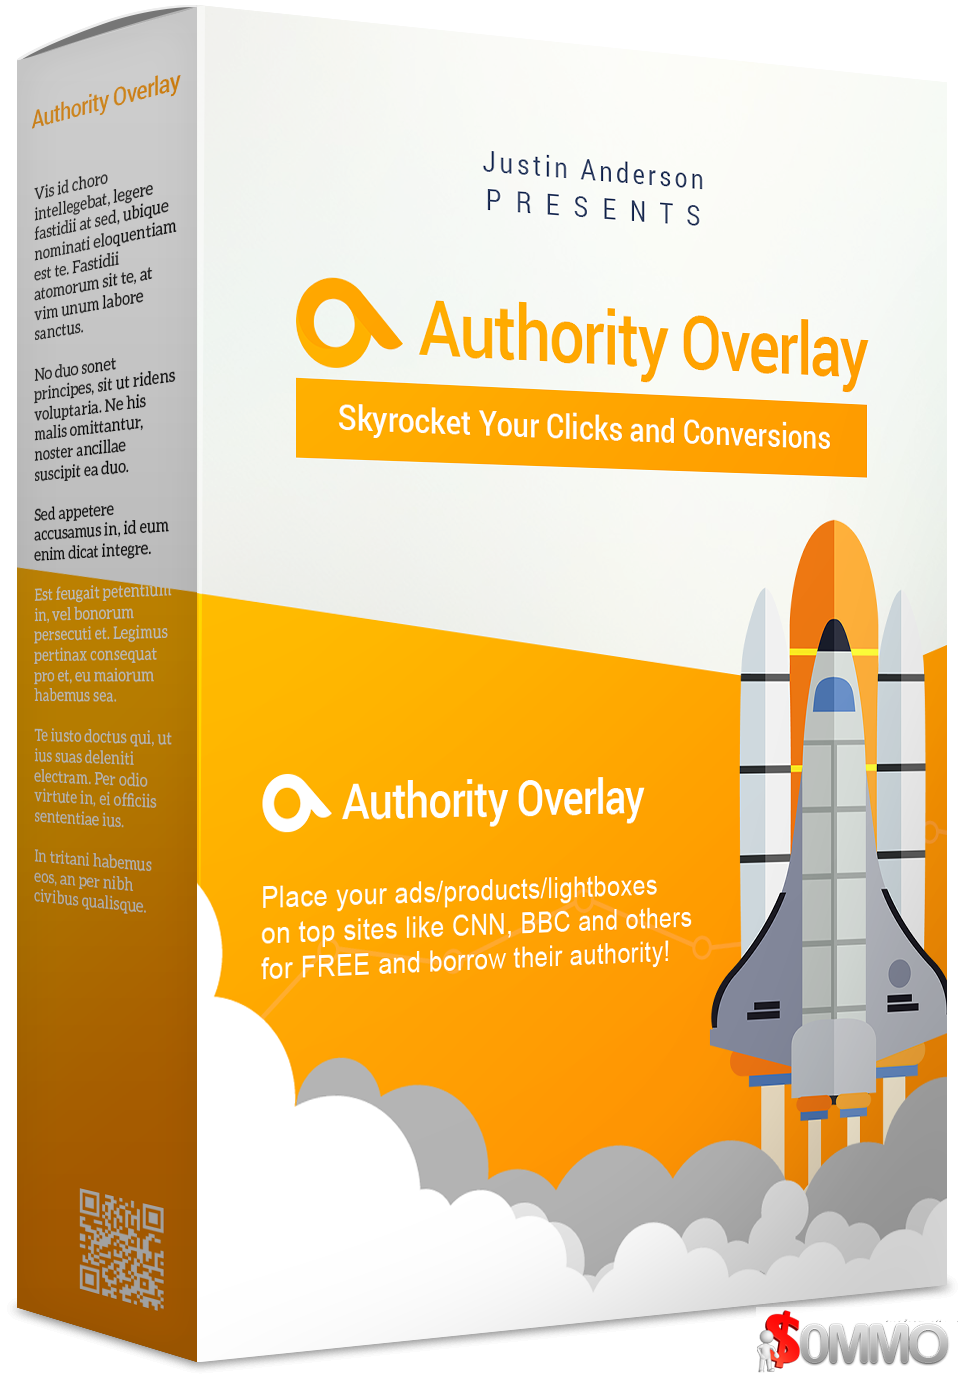 Authority Overlay
Vis id choro
intellegebat, legere
fastidii at sed, ubique
nominati eloquentiam
est te. Fastidii
atomorum sit te, at
vim unum labore
sanctus.
No duo sonet
principes, sit ut ridens
voluptaria. Ne his
malis omittantur,
noster ancillae
suscipit ea duo.
Sed appetere
accusamus in, id eum
enim dicat integre.
Est feugait petentium
in, vel bonorum
persecuti et. Legimus
pertinax consequat
pro et, eu maiorum
habemus sea.
Te iusto doctus qui, ut
ius suas deleniti
electram. Per odio
virtute in, ei officiis
sententiae ius.
In tritani habemus
eos, an per nibh
civibus qualisque.
Justin Anderson
PRESENTS
Authority Overlay
Skyrocket Your Clicks and Conversions
Authority Overlay
Place your ads/products/lightboxes
on top sites like CNN, BBC and others
for FREE and borrow their authority!
$0MMO